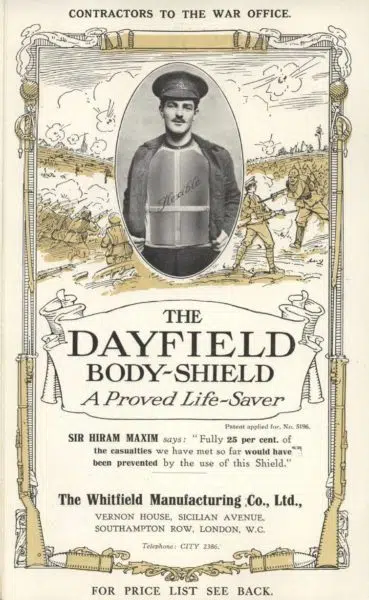 CONTRACTORS TO THE WAR OFFICE.
flexible
THE
DAYFIELD
BODY-SHIELD
A Proved Life-Saver
Patent applied for, No. 5196.
SIR HIRAM MAXIM says: "Fully 25 per cent. of
the casualties we have met so far would have
been prevented by the use of this Shield."
The Whitfield Manufacturing Co., Ltd.,
VERNON HOUSE, SICILIAN AVENUE,
SOUTHAMPTON ROW, LONDON, W.C.
Telephone: CITY 2386.
FOR PRICE LIST SEE BACK.